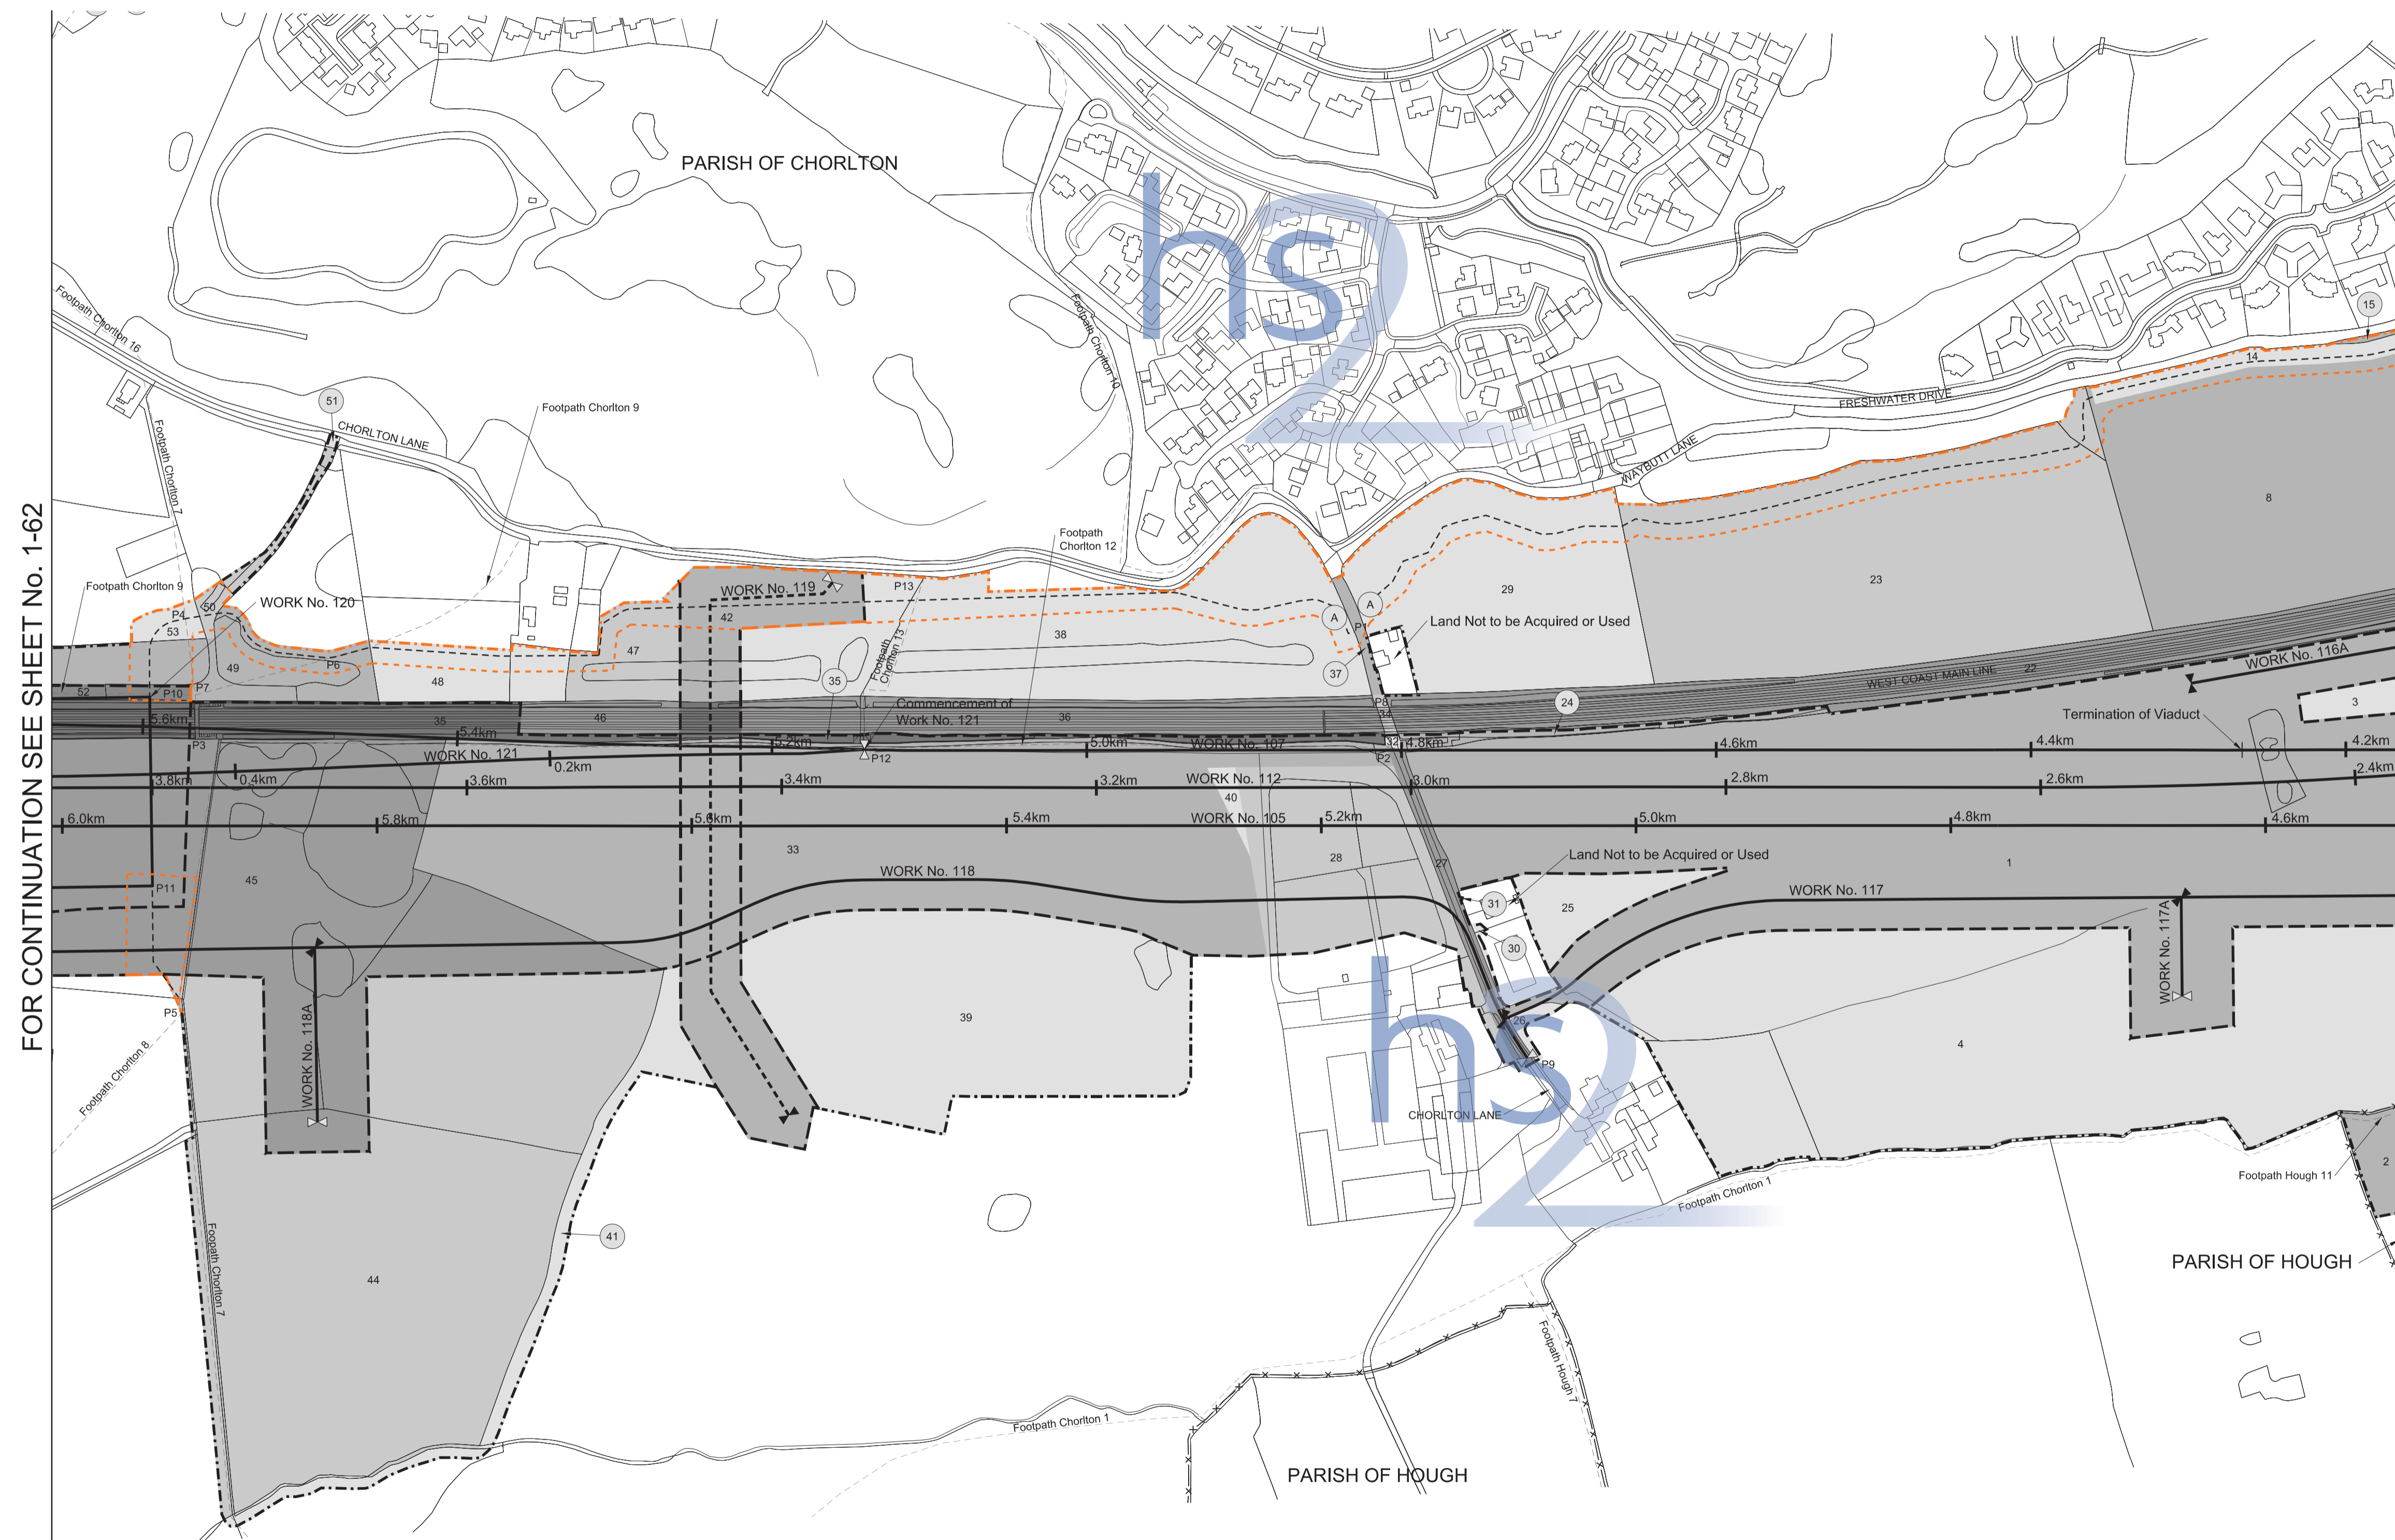 FOR CONTINUATION SEE SHEET No. 1-62
PARISH OF CHORLTON
hs2
Footpath Chorlton 16
Footpath Chorlton 10
15
14
51
CHORLTON LANE
Footpath Chorlton 9
FRESHWATER DRIVE
Footpath Chorlton 7
WAYBUTT LANE
8
Footpath
Chorlton 12
Footpath Chorlton 9
WORK No. 120
WORK No. 119
P13
29
23
P4
50
53
42
A
A
P1
Land Not to be Acquired or Used
38
Footpath
Chorlton 13
47
49
P6
48
35
37
22
WEST COAST MAIN LINE
WORK No. 116A
52
P10
P7
P8
24
3
Commencement of
Work No. 121
Termination of Viaduct
5.6km
35
46
36
34
5.4km
5.2km
5.0km
WORK No. 107
32
4.8km
4.6km
4.4km
4.2km
P3
WORK No. 121
P12
P2
0.4km
0.2km
3.8km
3.6km
3.4km
3.2km
WORK No. 112
3.0km
2.8km
2.6km
2.4km
40
6.0km
5.8km
5.6km
5.4km
WORK No. 105
5.2km
5.0km
4.8km
4.6km
33
28
27
Land Not to be Acquired or Used
1
45
P11
WORK No. 118
WORK No. 117
31
25
30
WORK No. 117A
WORK No. 118A
P5
39
26
4
hs2
P9
Footpath Chorlton 8
CHORLTON LANE
2
Footpath Hough 11
Footpath Chorlton 1
41
44
Foopath Chorlton 7
PARISH OF HOUGH
Footpath Hough 7
Footpath Chorlton 1
PARISH OF HOUGH